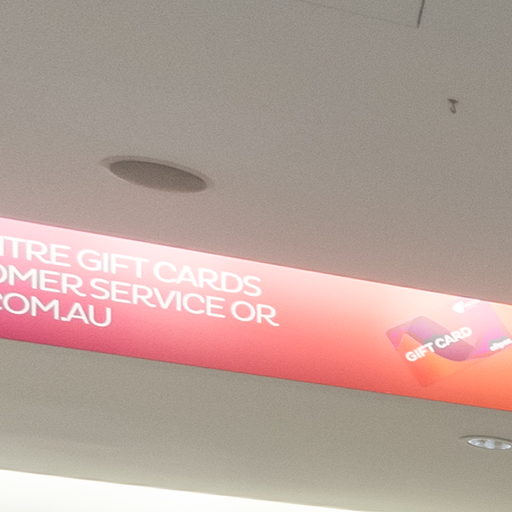 NTRE GIFT CARDS
OMER SERVICE OR
COM.AU
GIFT CARD